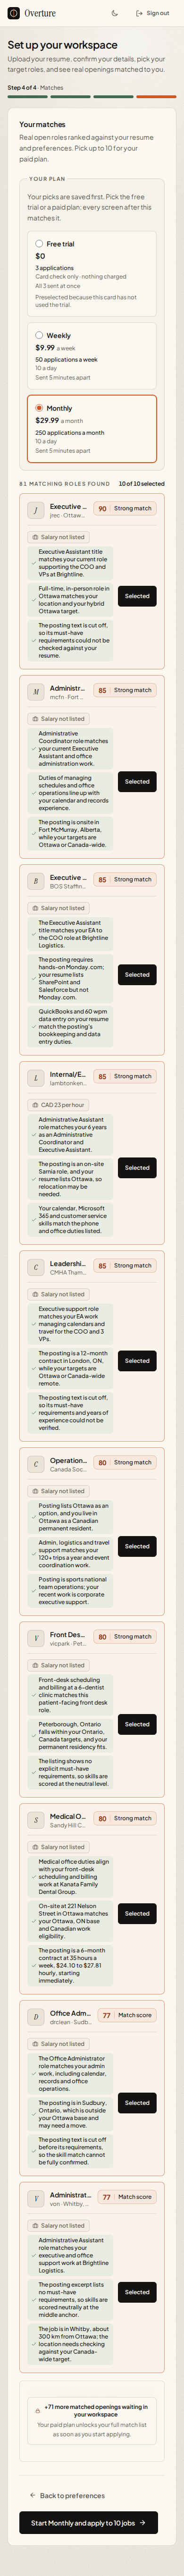 Overture
Sign out
Set up your workspace
Upload your resume, confirm your details, pick your
target roles, and see real openings matched to you.
Step 4 of 4 · Matches
Your matches
Real open roles ranked against your resume
and preferences. Pick up to 10 for your
paid plan.
YOUR PLAN
Your picks are saved first. Pick the free
trial or a paid plan; every screen after this
matches it.
Free trial
$0
3 applications
Card check only · nothing charged
All 3 sent at once
Preselected because this card has not
used the trial.
Weekly
$9.99 a week
50 applications a week
10 a day
Sent 5 minutes apart
Monthly
$29.99 a month
250 applications a month
10 a day
Sent 5 minutes apart
81 MATCHING ROLES FOUND
10 of 10 selected
J
Executive ...
jrec · Ottaw...
90 Strong match
Salary not listed
Executive Assistant title
matches your current role
supporting the COO and
VPs at Brightline.
Full-time, in-person role in
Ottawa matches your
location and your hybrid
Ottawa target.
The posting text is cut off,
so its must-have
requirements could not be
checked against your
resume.
Selected
M
Administr...
mcfn · Fort ...
85 Strong match
Salary not listed
Administrative
Coordinator role matches
your current Executive
Assistant and office
administration work.
Duties of managing
schedules and office
operations line up with
your calendar and records
experience.
The posting is onsite in
Fort McMurray, Alberta,
while your targets are
Ottawa or Canada-wide.
Selected
B
Executive ...
BOS Staffin...
85 Strong match
Salary not listed
The Executive Assistant
title matches your EA to
the COO role at Brightline
Logistics.
The posting requires
hands-on Monday.com;
your resume lists
SharePoint and
Salesforce but not
Monday.com.
QuickBooks and 60 wpm
data entry on your resume
match the posting's
bookkeeping and data
entry duties.
Selected
L
Internal/E...
lambtonken...
85 Strong match
CAD 23 per hour
Administrative Assistant
role matches your 6 years
as an Administrative
Coordinator and
Executive Assistant.
The posting is an on-site
Sarnia role, and your
resume lists Ottawa, so
relocation may be
needed.
Your calendar, Microsoft
365 and customer service
skills match the phone
and office duties listed.
Selected
C
Leadershi...
CMHA Tham...
85 Strong match
Salary not listed
Executive support role
matches your EA work
managing calendars and
travel for the COO and 3
VPs.
The posting is a 12-month
contract in London, ON,
while your targets are
Ottawa or Canada-wide
remote.
The posting text is cut off,
so its must-have
requirements and years of
experience could not be
verified.
Selected
C
Operation...
Canada Soc...
80 Strong match
Salary not listed
Posting lists Ottawa as an
option, and you live in
Ottawa as a Canadian
permanent resident.
Admin, logistics and travel
support matches your
120+ trips a year and event
coordination work.
Posting is sports national
team operations; your
recent work is corporate
executive support.
Selected
V
Front Des...
vicpark · Pet...
80 Strong match
Salary not listed
Front-desk scheduling
and billing at a 6-dentist
clinic matches this
patient-facing front desk
role.
Peterborough, Ontario
falls within your Ontario,
Canada targets, and your
permanent residency fits.
The listing shows no
explicit must-have
requirements, so skills are
scored at the neutral level.
Selected
S
Medical O...
Sandy Hill C...
80 Strong match
Salary not listed
Medical office duties align
with your front-desk
scheduling and billing
work at Kanata Family
Dental Group.
On-site at 221 Nelson
Street in Ottawa matches
your Ottawa, ON base
and Canadian work
eligibility.
The posting is a 6-month
contract at 35 hours a
week, $24.10 to $27.81
hourly, starting
immediately.
Selected
D
Office Adm...
drclean · Sudb...
77 Match score
Salary not listed
The Office Administrator
role matches your admin
work, including calendar,
records and office
operations.
The posting is in Sudbury,
Ontario, which is outside
your Ottawa base and
may need a move.
The posting text is cut off
before its requirements,
so the skill match cannot
be fully confirmed.
Selected
V
Administrat...
von · Whitby, ...
77 Match score
Salary not listed
Administrative Assistant
role matches your
executive and office
support work at Brightline
Logistics.
The posting excerpt lists
no must-have
requirements, so skills are
scored neutrally at the
middle anchor.
The job is in Whitby, about
300 km from Ottawa; the
location needs checking
against your Canada-
wide target.
Selected
+71 more matched openings waiting in
your workspace
Your paid plan unlocks your full match list
as soon as you start applying.
Back to preferences
Start Monthly and apply to 10 jobs